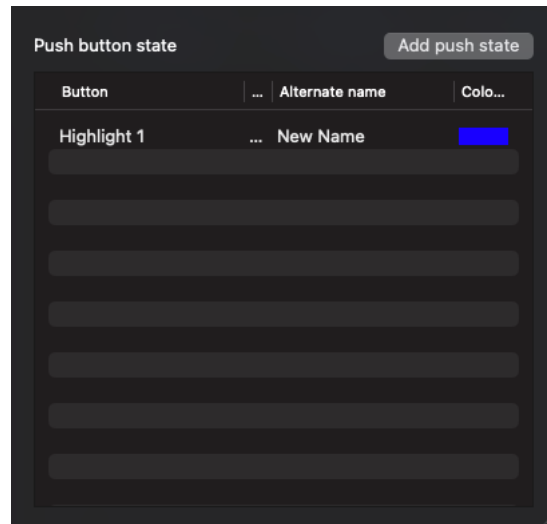 Push button state Add push state
Button ... Alternate name Colo...
Highlight 1 ... New Name